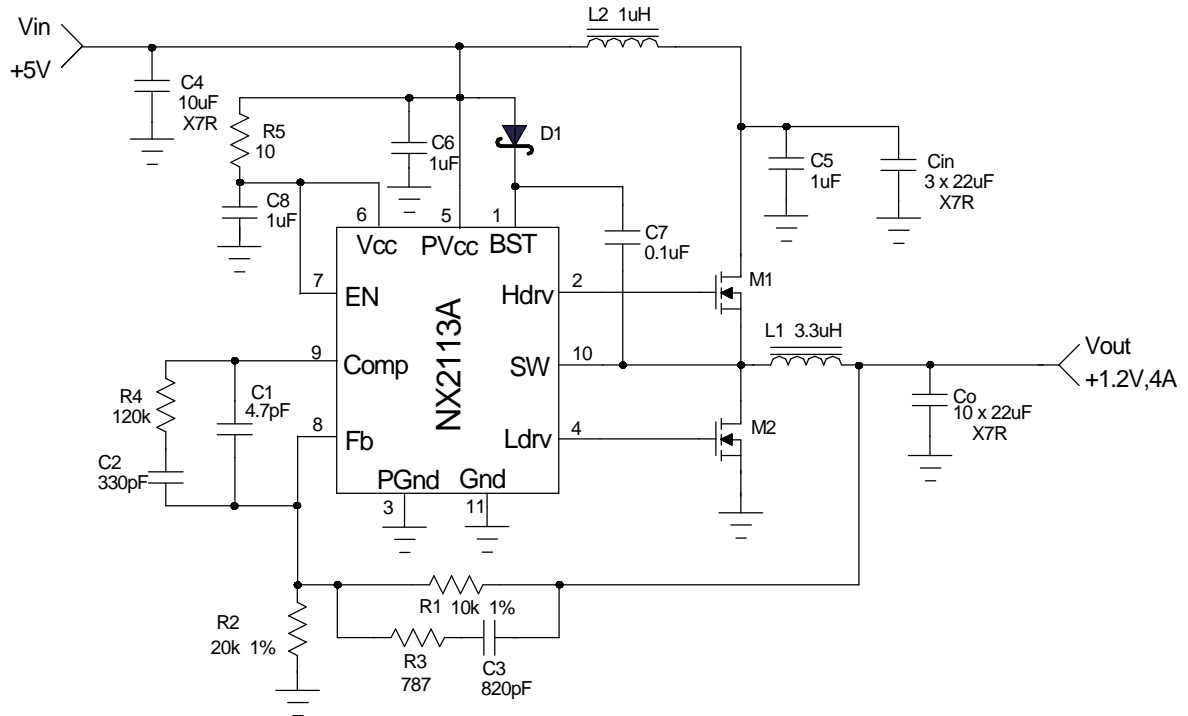 L2 1uH
Vin
+5V
C4
10uF
X7R
R5
10
C6
1uF
D1
C5
1uF
Cin
3 x 22uF
X7R
C8
1uF
6
5
1
Vcc
PVcc
BST
C7
0.1uF
7
EN
Hdrv
2
M1
NX2113A
L1 3.3uH
9
Comp
SW
10
Vout
+1.2V,4A
R4
120k
C1
4.7pF
Co
10 x 22uF
X7R
8
Fb
Ldrv
4
M2
C2
330pF
PGnd
Gnd
3
11
R1 10k 1%
R2
20k 1%
R3
787
C3
820pF